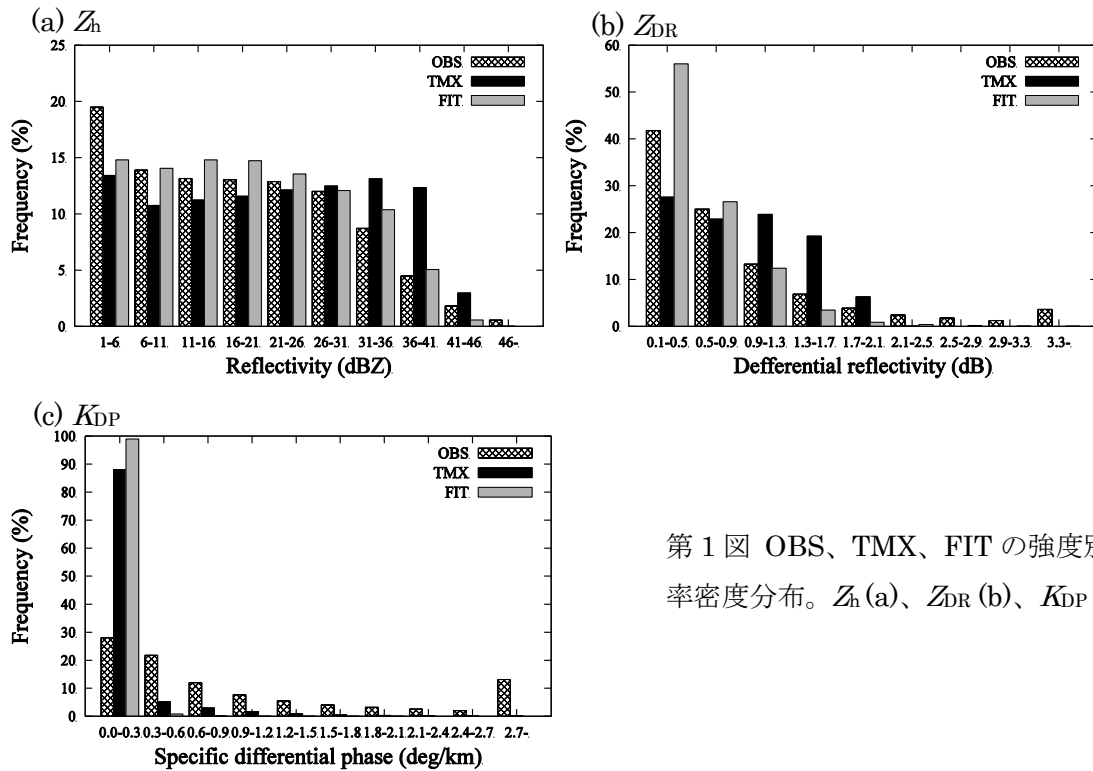 (a) Zh
25
20
15
10
5
0
Frequency (%)
OBS
TMX
FIT
1-6 6-11 11-16 16-21 21-26 26-31 31-36 36-41 41-46 46-
Reflectivity (dBZ)
(b) ZDR
60
50
40
30
20
10
0
Frequency (%)
OBS
TMX
FIT
0.1-0.5 0.5-0.9 0.9-1.3 1.3-1.7 1.7-2.1 2.1-2.5 2.5-2.9 2.9-3.3 3.3-
Defferential reflectivity (dB)
(c) KDP
100
90
80
70
60
50
40
30
20
10
0
Frequency (%)
OBS
TMX
FIT
0.0-0.3 0.3-0.6 0.6-0.9 0.9-1.2 1.2-1.5 1.5-1.8 1.8-2.1 2.1-2.4 2.4-2.7 2.7-
Specific differential phase (deg/km)
第 1 図 OBS、TMX、FIT の強度別
率密度分布。Zh (a)、ZDR (b)、KDP